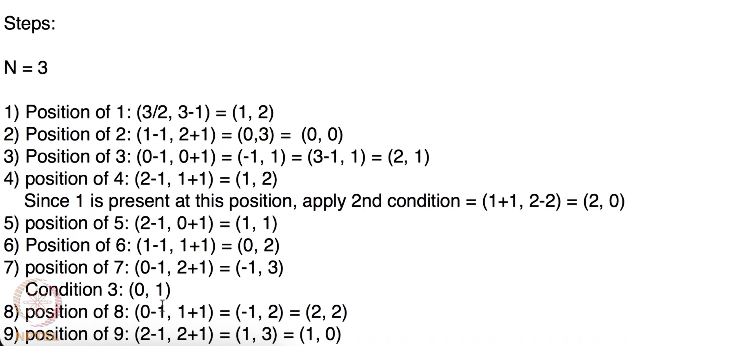 Steps:
N = 3
1) Position of 1: (3/2, 3-1) = (1, 2)
2) Position of 2: (1-1, 2+1) = (0,3) = (0, 0)
3) Position of 3: (0-1, 0+1) = (-1, 1) = (3-1, 1) = (2, 1)
4) position of 4: (2-1, 1+1) = (1, 2)
Since 1 is present at this position, apply 2nd condition = (1+1, 2-2) = (2, 0)
5) position of 5: (2-1, 0+1) = (1, 1)
6) Position of 6: (1-1, 1+1) = (0, 2)
7) position of 7: (0-1, 2+1) = (-1, 3)
Condition 3: (0, 1)
8) position of 8: (0-1, 1+1) = (-1, 2) = (2, 2)
9) position of 9: (2-1, 2+1) = (1, 3) = (1, 0)